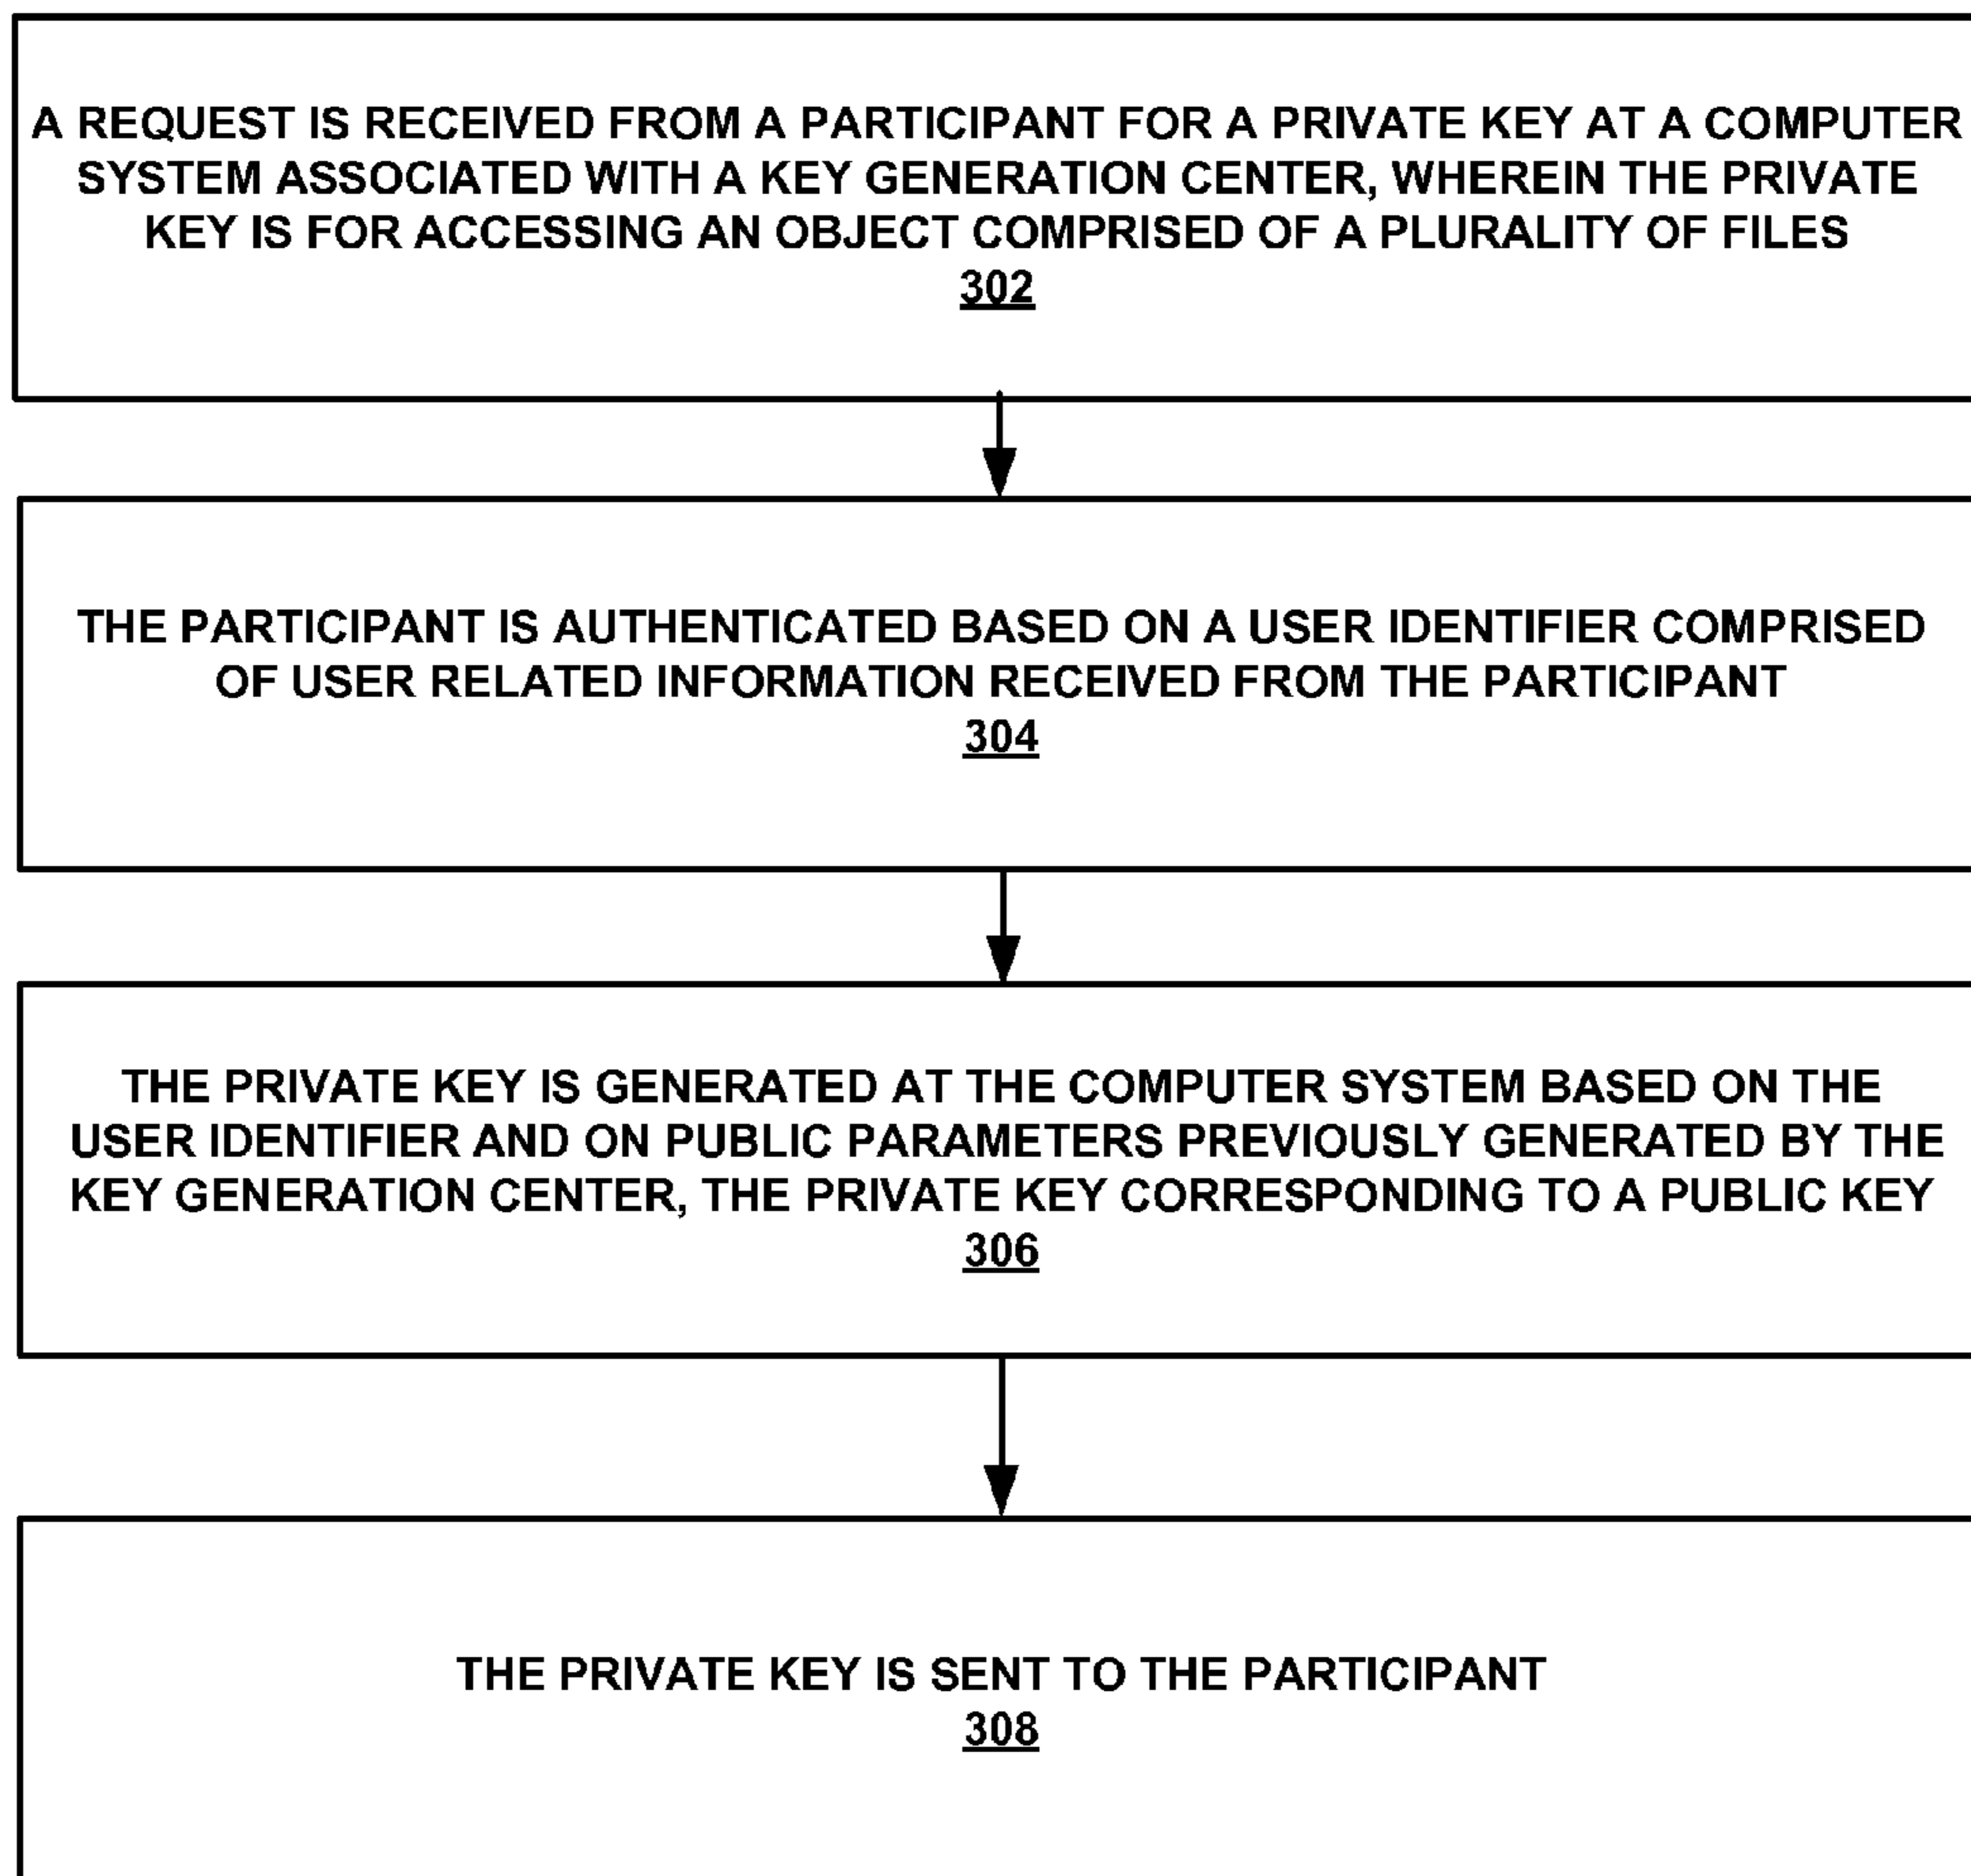 A REQUEST IS RECEIVED FROM A PARTICIPANT FOR A PRIVATE KEY AT A COMPUTER
SYSTEM ASSOCIATED WITH A KEY GENERATION CENTER, WHEREIN THE PRIVATE
KEY IS FOR ACCESSING AN OBJECT COMPRISED OF A PLURALITY OF FILES
302
THE PARTICIPANT IS AUTHENTICATED BASED ON A USER IDENTIFIER COMPRISED
OF USER RELATED INFORMATION RECEIVED FROM THE PARTICIPANT
304
THE PRIVATE KEY IS GENERATED AT THE COMPUTER SYSTEM BASED ON THE
USER IDENTIFIER AND ON PUBLIC PARAMETERS PREVIOUSLY GENERATED BY THE
KEY GENERATION CENTER, THE PRIVATE KEY CORRESPONDING TO A PUBLIC KEY
306
THE PRIVATE KEY IS SENT TO THE PARTICIPANT
308